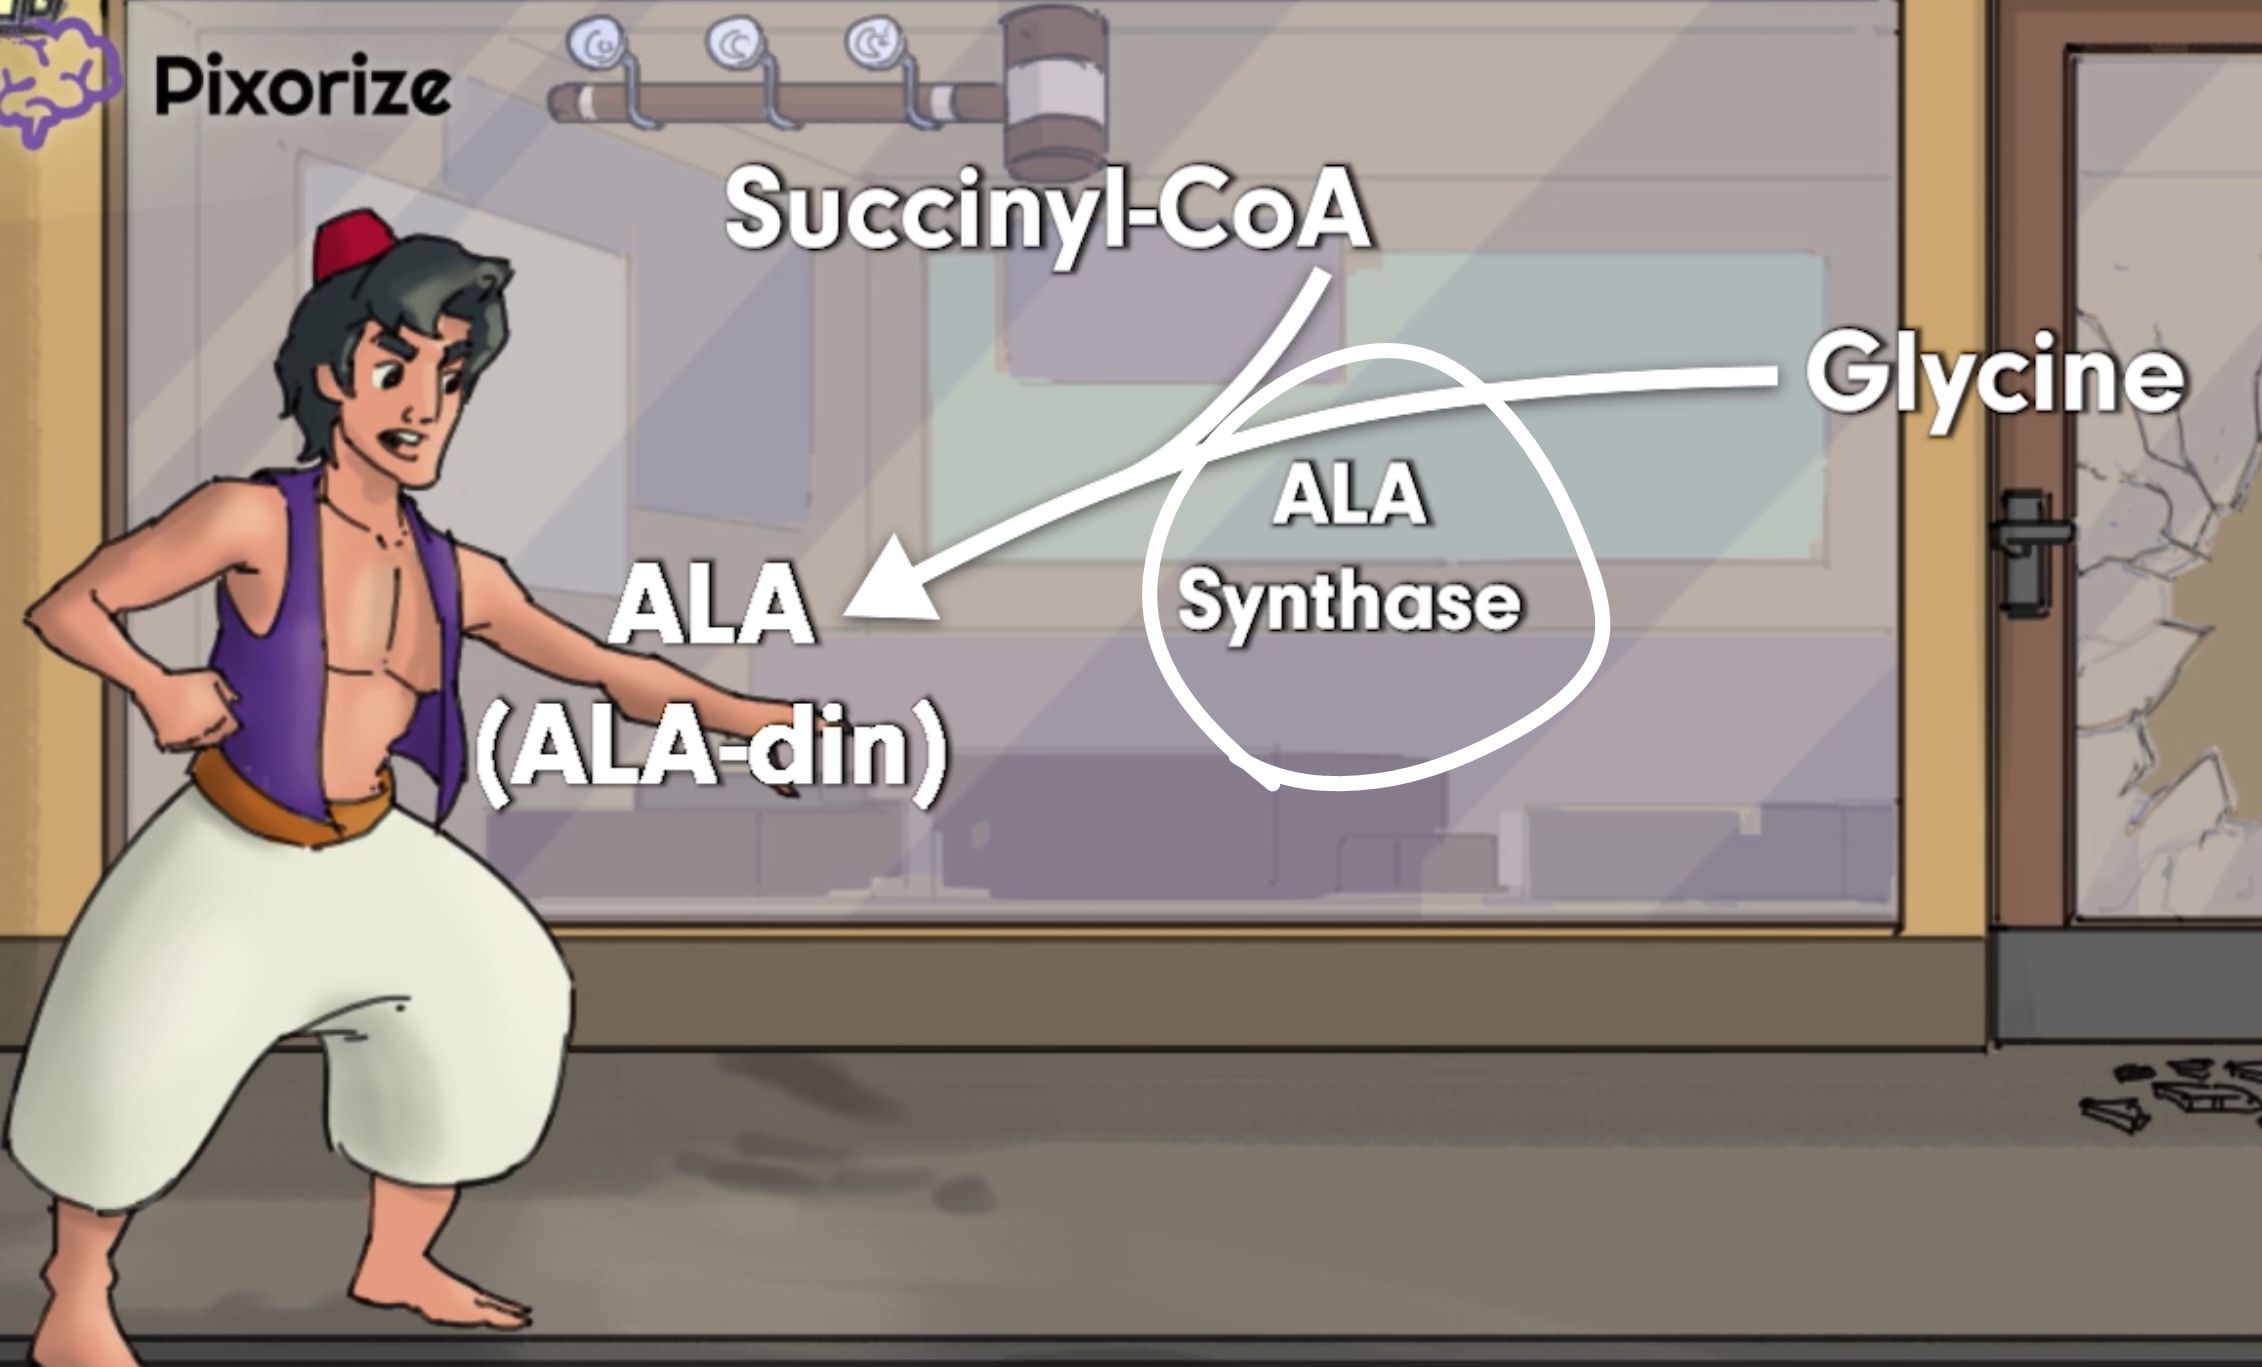 Pixorize
Succinyl-CoA
Glycine
ALA
Synthase
ALA
(ALA-din)